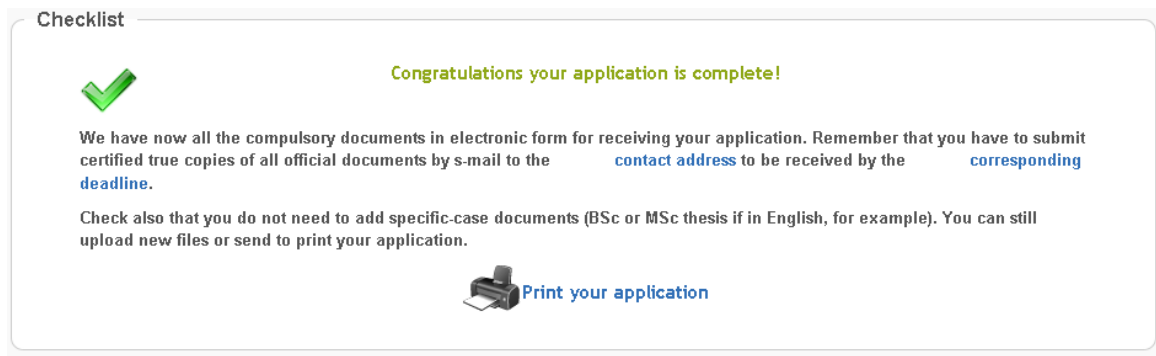 Checklist
Congratulations your application is complete!
We have now all the compulsory documents in electronic form for receiving your application. Remember that you have to submit
certified true copies of all official documents by s-mail to the contact address to be received by the corresponding
deadline.
Check also that you do not need to add specific-case documents (BSc or MSc thesis if in English, for example). You can still
upload new files or send to print your application.
Print your application